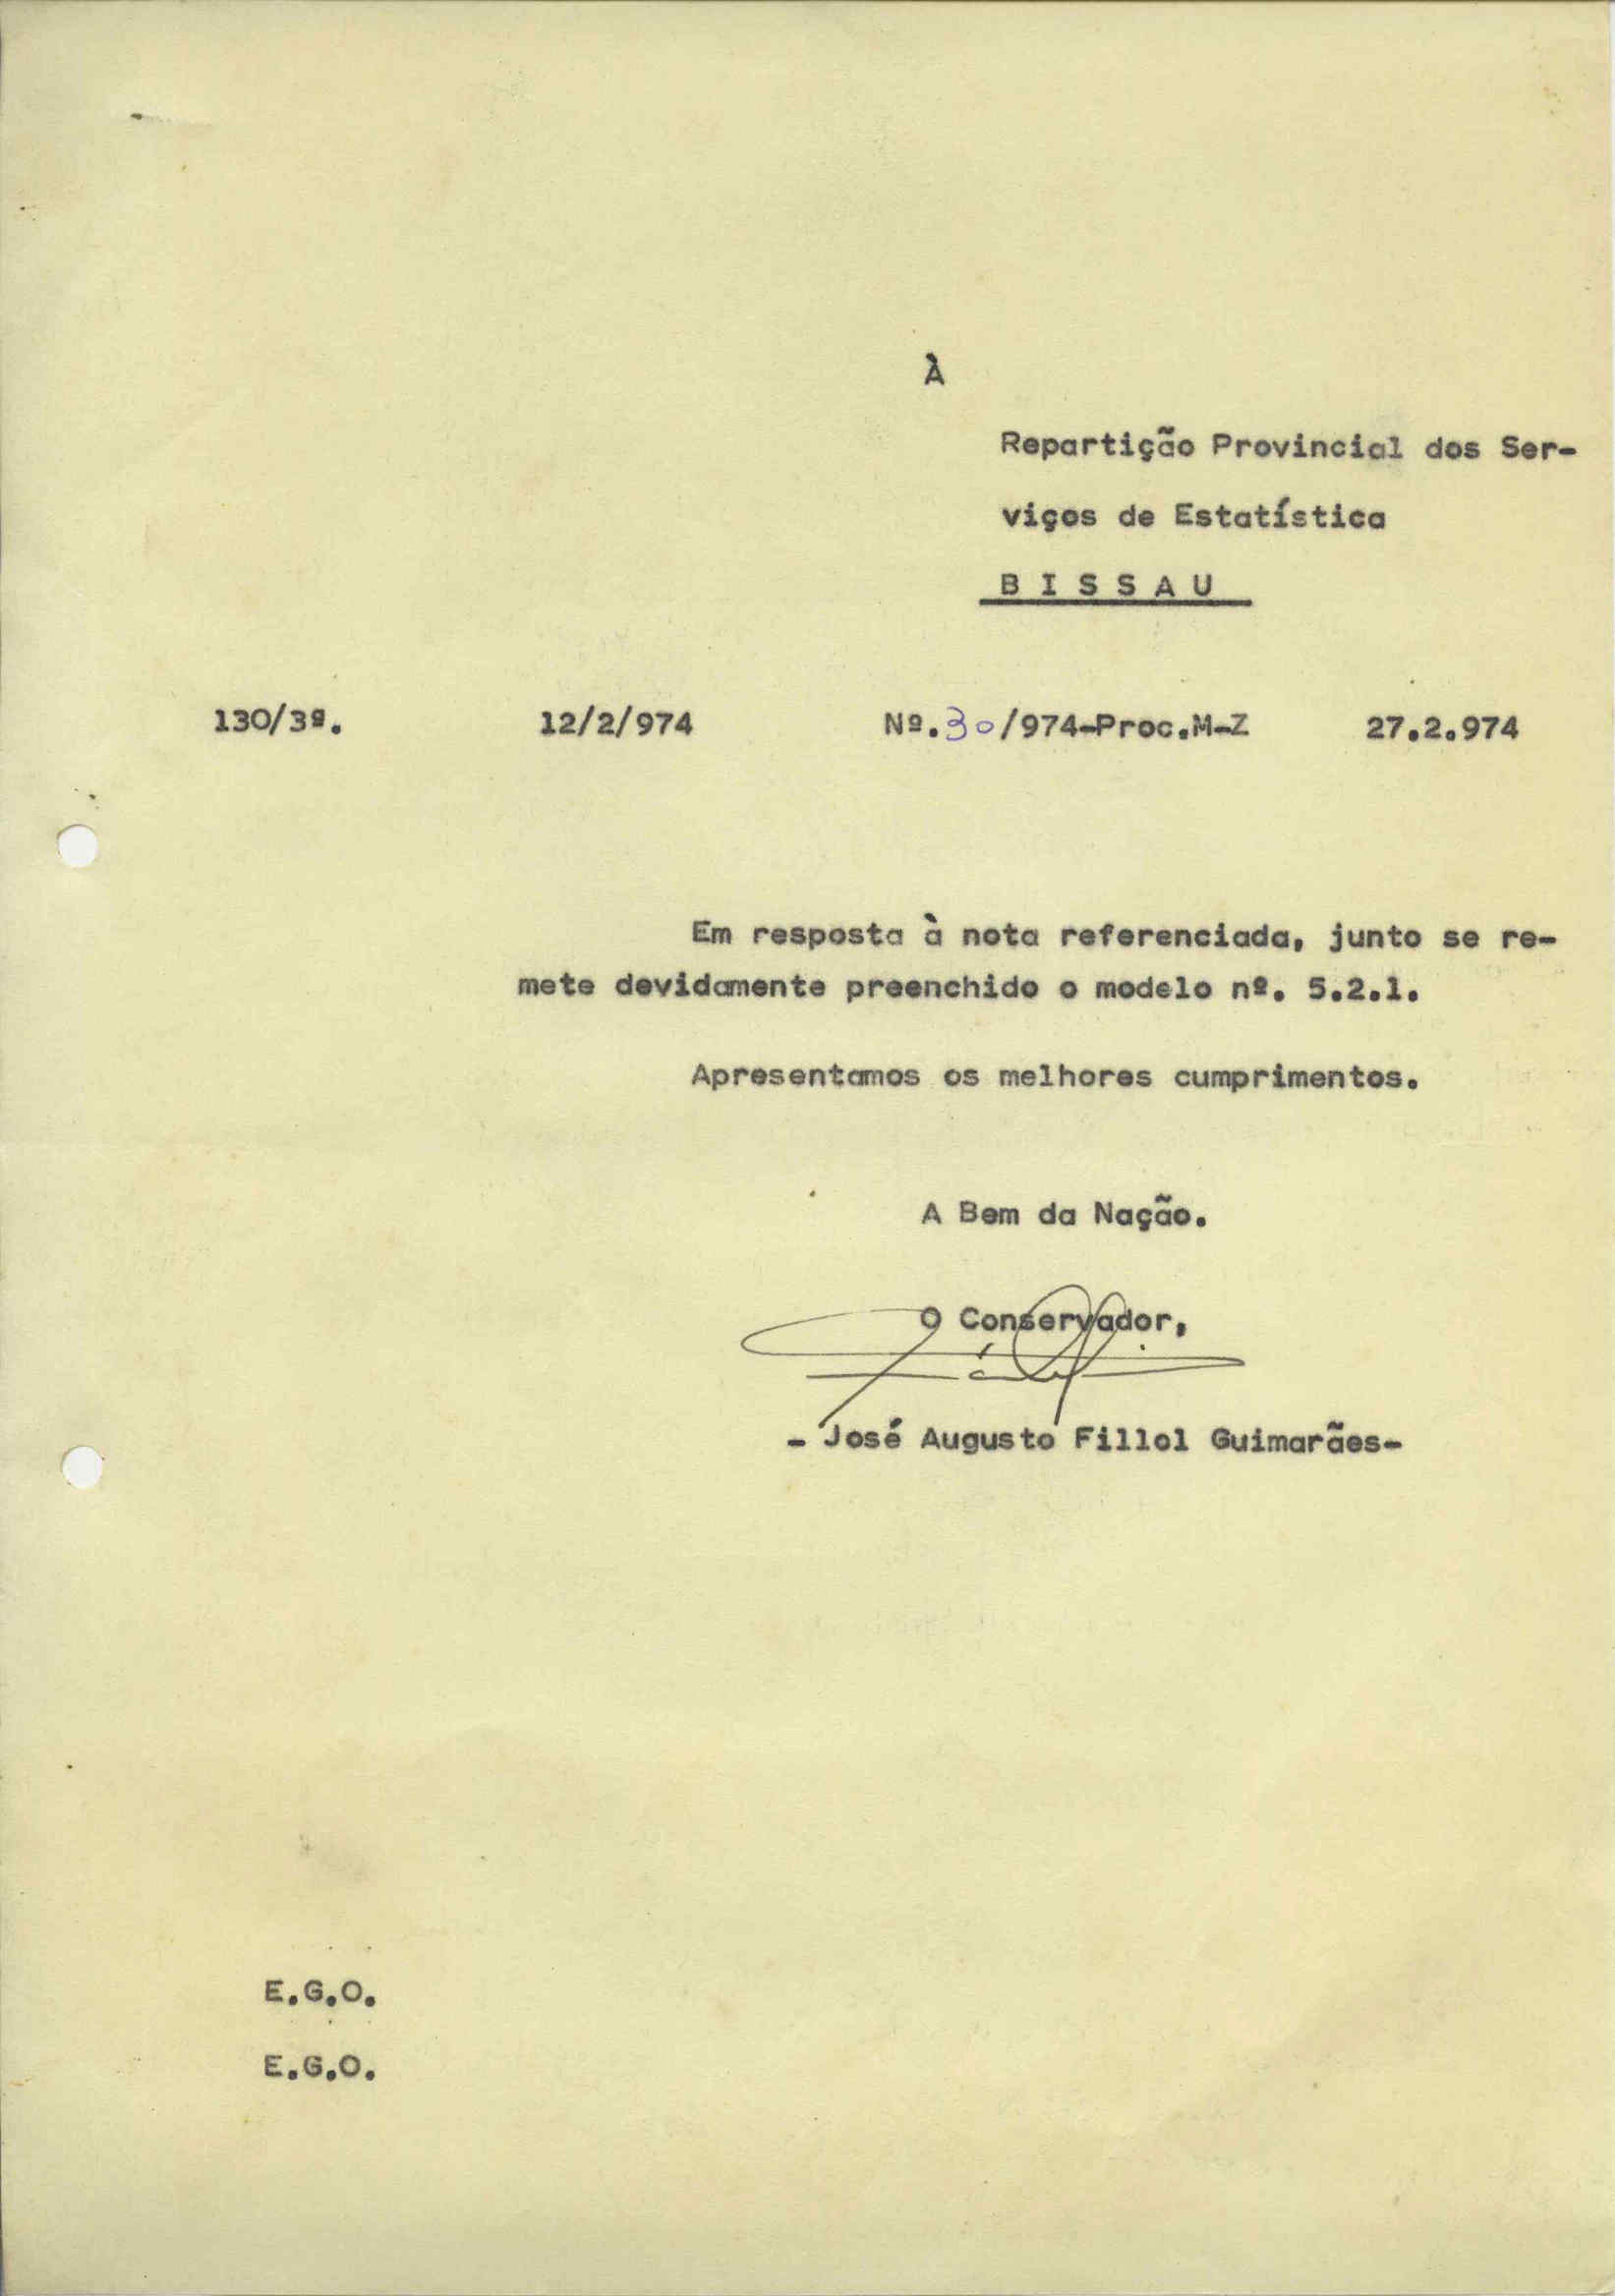 À
Repartição Provincial dos Ser-
viços de Estatística
B I S S A U
130/3ª. 12/2/974 Nº.30/974-Proc.M-Z 27.2.974
Em resposta à nota referenciada, junto se re-
mete devidamente preenchido o modelo nº. 5.2.1.
Apresentamos os melhores cumprimentos.
A Bem da Nação.
O Conservador,
- José Augusto Fillol Guimarães-
E.G.O.
E.G.O.